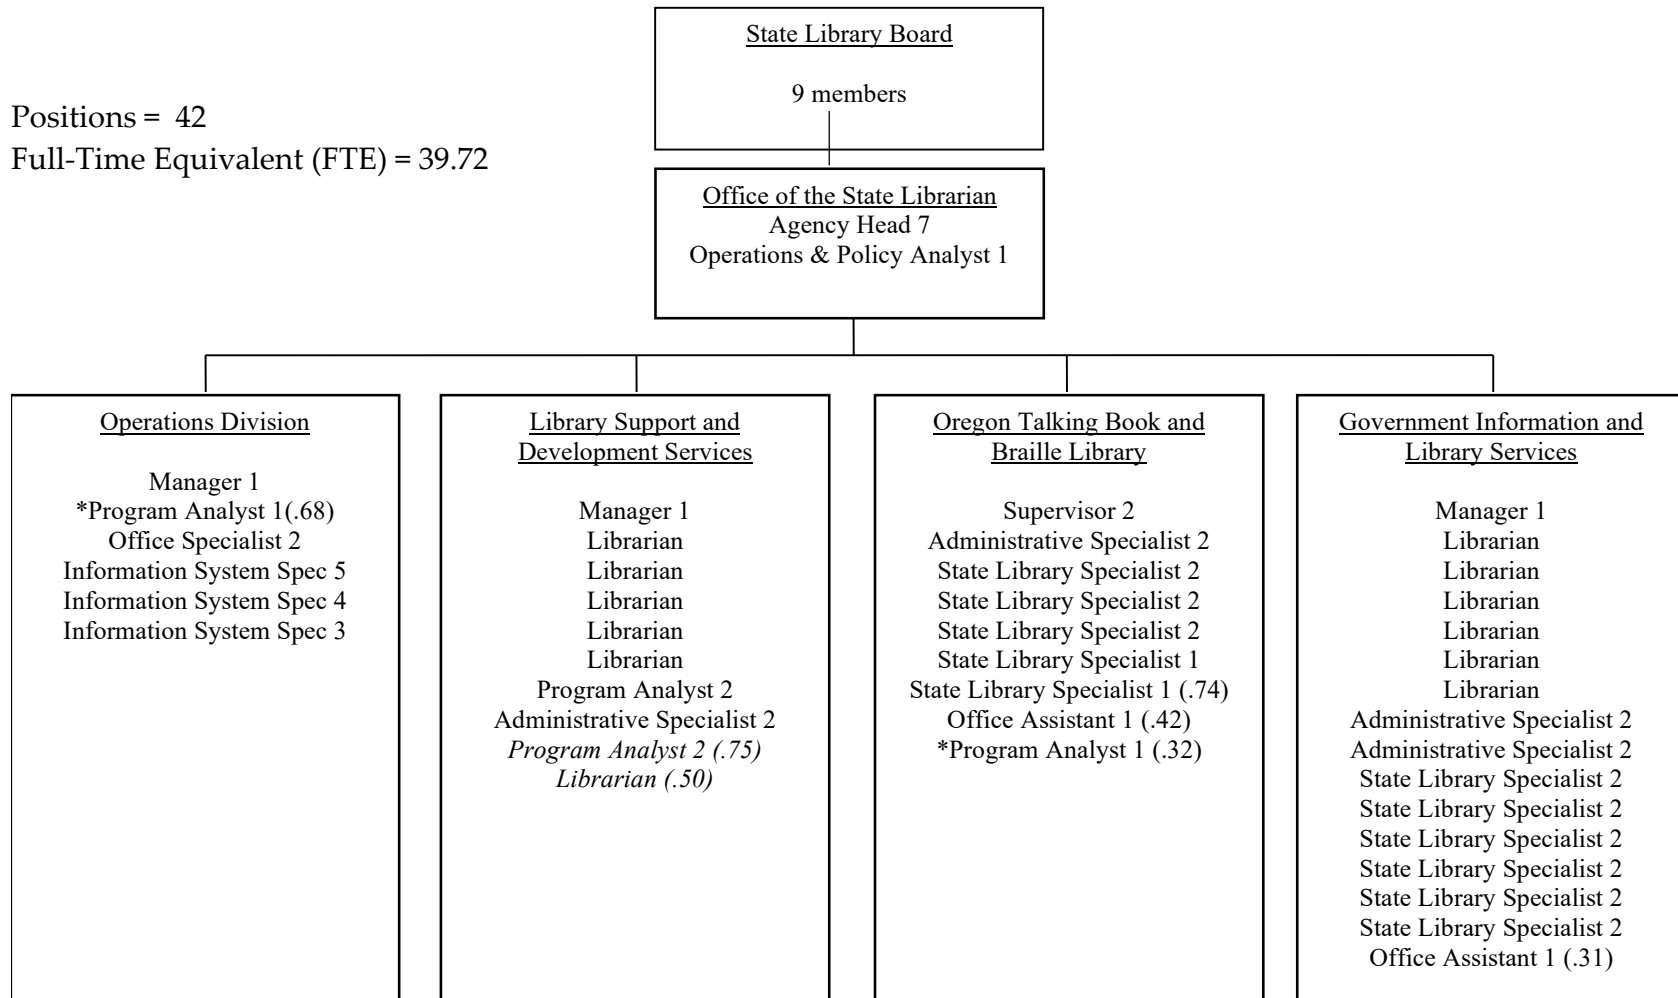 State Library Board
9 members
Positions = 42
Full-Time Equivalent (FTE) = 39.72
Office of the State Librarian
Agency Head 7
Operations & Policy Analyst 1
Operations Division
Manager 1
*Program Analyst 1(.68)
Office Specialist 2
Information System Spec 5
Information System Spec 4
Information System Spec 3
Library Support and
Development Services
Manager 1
Librarian
Librarian
Librarian
Librarian
Librarian
Program Analyst 2
Administrative Specialist 2
Program Analyst 2 (.75)
Librarian (.50)
Oregon Talking Book and
Braille Library
Supervisor 2
Administrative Specialist 2
State Library Specialist 2
State Library Specialist 2
State Library Specialist 2
State Library Specialist 1
State Library Specialist 1 (.74)
Office Assistant 1 (.42)
*Program Analyst 1 (.32)
Government Information and
Library Services
Manager 1
Librarian
Librarian
Librarian
Librarian
Librarian
Librarian
Administrative Specialist 2
Administrative Specialist 2
State Library Specialist 2
State Library Specialist 2
State Library Specialist 2
State Library Specialist 2
State Library Specialist 2
State Library Specialist 2
Office Assistant 1 (.31)